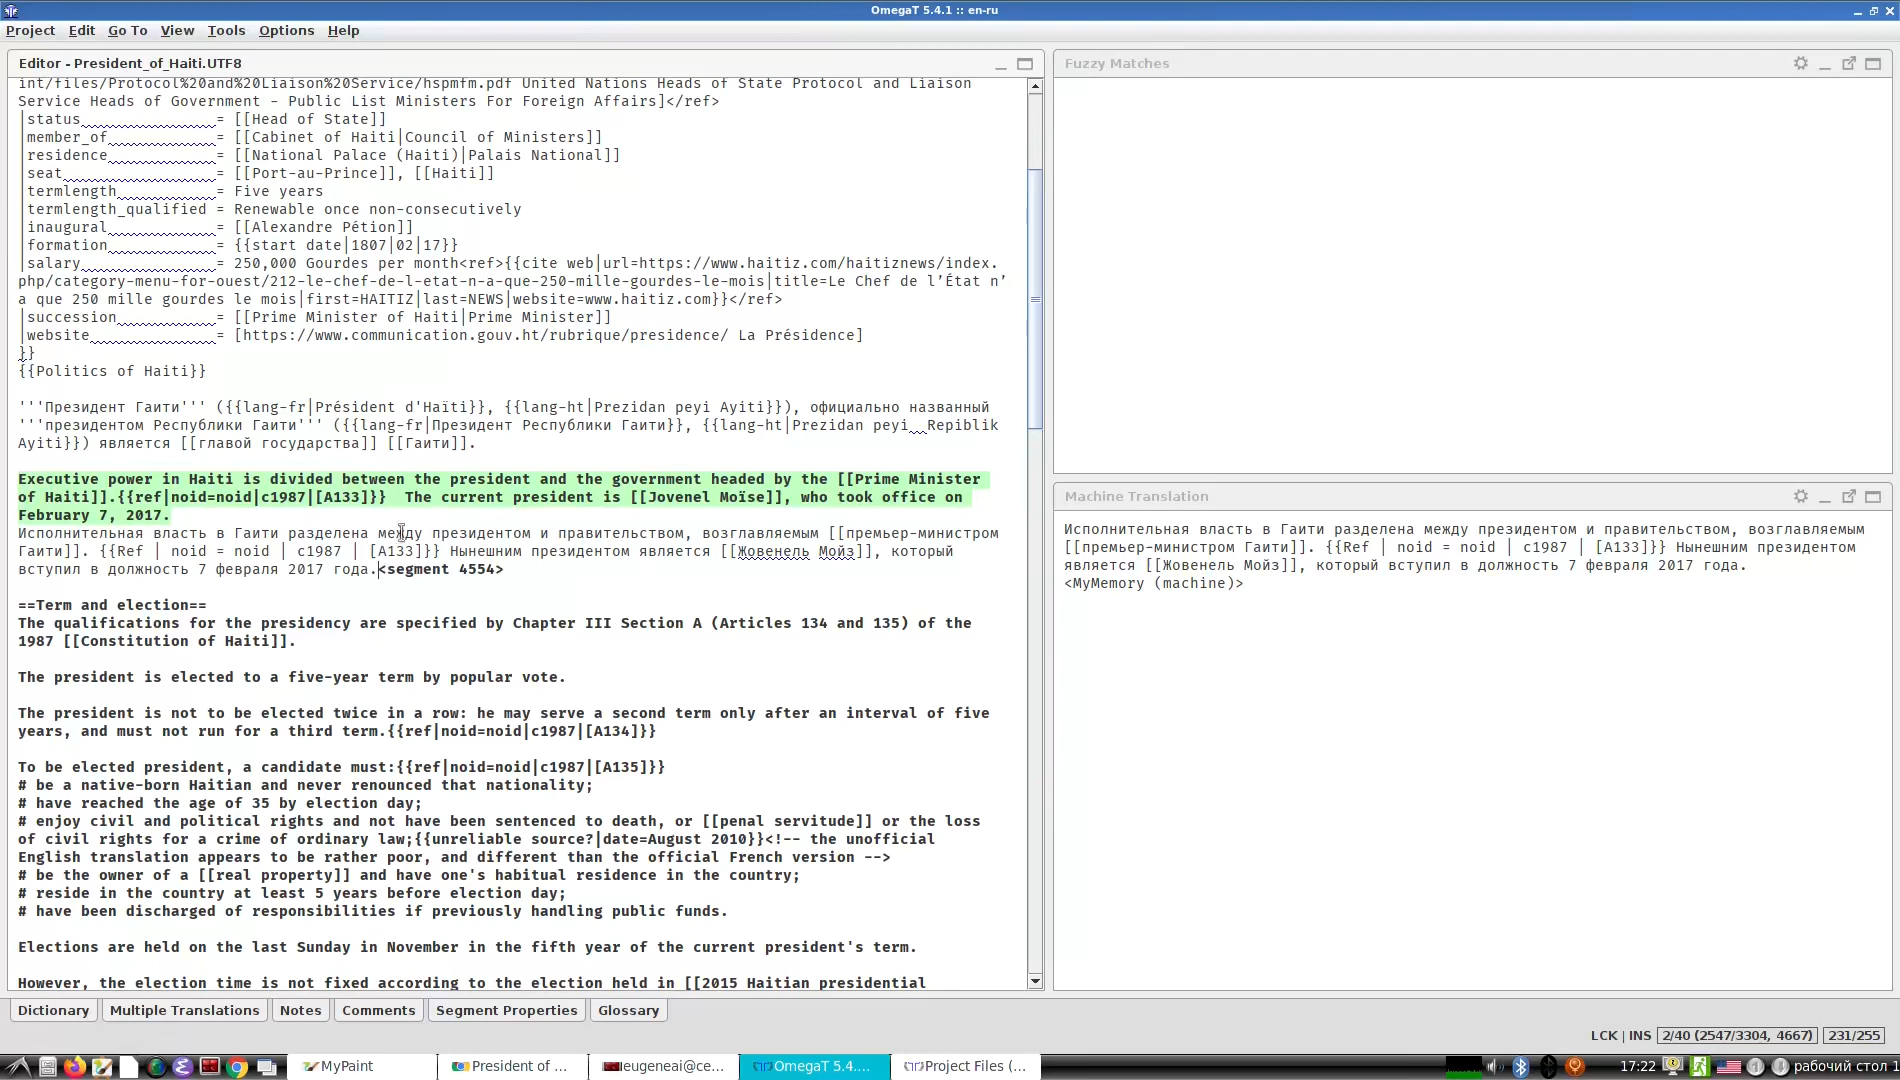 OmegaT 5.4.1 :: en-ru
Project Edit Go To View Tools Options Help
Editor - President_of_Haiti.UTF8
int/files/Protocol%20and%20Liaison%20Service/hspmfm.pdf United Nations Heads of State Protocol and Liaison
Service Heads of Government - Public List Ministers For Foreign Affairs]</ref>
|status = [[Head of State]]
|member_of = [[Cabinet of Haiti|Council of Ministers]]
|residence = [[National Palace (Haiti)|Palais National]]
|seat = [[Port-au-Prince]], [[Haiti]]
|termlength = Five years
|termlength_qualified = Renewable once non-consecutively
|inaugural = [[Alexandre Pétion]]
|formation = {{start date|1807|02|17}}
|salary = 250,000 Gourdes per month<ref>{{cite web|url=https://www.haitiz.com/haitiznews/index.
php/category-menu-for-ouest/212-le-chef-de-l-etat-n-a-que-250-mille-gourdes-le-mois|title=Le Chef de l’État n’
a que 250 mille gourdes le mois|first=HAITIZ|last=NEWS|website=www.haitiz.com}}</ref>
|succession = [[Prime Minister of Haiti|Prime Minister]]
|website = [https://www.communication.gouv.ht/rubrique/presidence/ La Présidence]
}}
{{Politics of Haiti}}
'''Президент Гаити''' ({{lang-fr|Président d'Haïti}}, {{lang-ht|Prezidan peyi Ayiti}}), официально названный
'''президентом Республики Гаити''' ({{lang-fr|Президент Республики Гаити}}, {{lang-ht|Prezidan peyi  Repiblik
Ayiti}}) является [[главой государства]] [[Гаити]].
Executive power in Haiti is divided between the president and the government headed by the [[Prime Minister
of Haiti]].{{ref|noid=noid|c1987|[A133]}}  The current president is [[Jovenel Moïse]], who took office on
February 7, 2017.
Исполнительная власть в Гаити разделена между президентом и правительством, возглавляемым [[премьер-министром
Гаити]]. {{Ref | noid = noid | c1987 | [A133]}} Нынешним президентом является [[Жовенель Мойз]], который
вступил в должность 7 февраля 2017 года.<segment 4554>
==Term and election==
The qualifications for the presidency are specified by Chapter III Section A (Articles 134 and 135) of the
1987 [[Constitution of Haiti]].
The president is elected to a five-year term by popular vote.
The president is not to be elected twice in a row: he may serve a second term only after an interval of five
years, and must not run for a third term.{{ref|noid=noid|c1987|[A134]}}
To be elected president, a candidate must:{{ref|noid=noid|c1987|[A135]}}
# be a native-born Haitian and never renounced that nationality;
# have reached the age of 35 by election day;
# enjoy civil and political rights and not have been sentenced to death, or [[penal servitude]] or the loss
of civil rights for a crime of ordinary law;{{unreliable source?|date=August 2010}}<!-- the unofficial
English translation appears to be rather poor, and different than the official French version -->
# be the owner of a [[real property]] and have one's habitual residence in the country;
# reside in the country at least 5 years before election day;
# have been discharged of responsibilities if previously handling public funds.
Elections are held on the last Sunday in November in the fifth year of the current president's term.
However, the election time is not fixed according to the election held in [[2015 Haitian presidential
Fuzzy Matches
Machine Translation
Исполнительная власть в Гаити разделена между президентом и правительством, возглавляемым
[[премьер-министром Гаити]]. {{Ref | noid = noid | c1987 | [A133]}} Нынешним президентом
является [[Жовенель Мойз]], который вступил в должность 7 февраля 2017 года.
<MyMemory (machine)>
Dictionary Multiple Translations Notes Comments Segment Properties Glossary
LCK | INS 2/40 (2547/3304, 4667) 231/255
MyPaint President of ... eugeneai@ce... OmegaT 5.4.... Project Files (... 17:22 рабочий стол 1